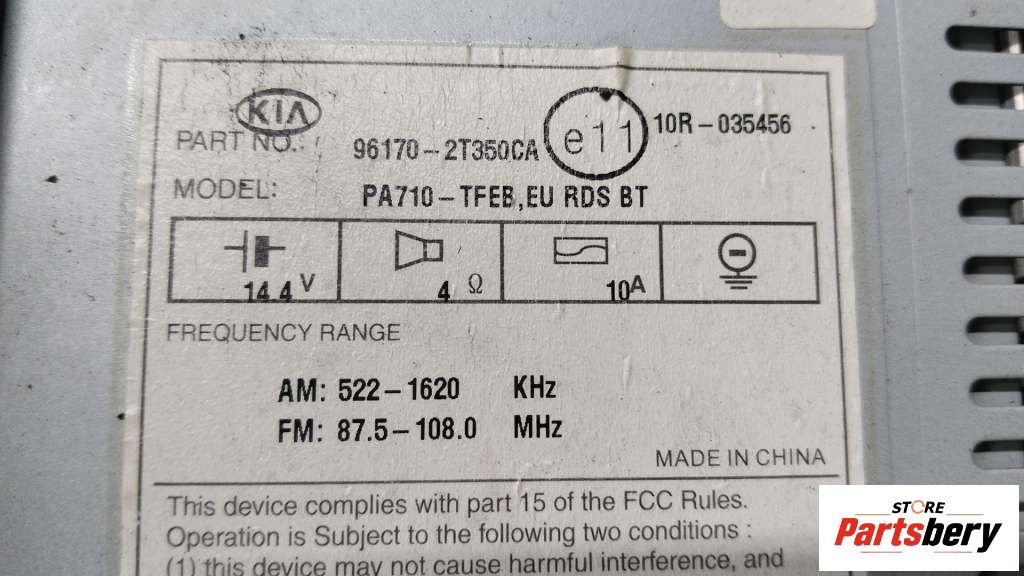 KIA
PART NO.: 96170-2T350CA e11 10R-035456
MODEL: PA710-TFEB,EU RDS BT
14.4 V 4 Ω 10A
FREQUENCY RANGE
AM: 522-1620 KHz
FM: 87.5-108.0 MHz
MADE IN CHINA
This device complies with part 15 of the FCC Rules.
Operation is Subject to the following two conditions :
(1) this device may not cause harmful interference, and
STORE
Partsbery